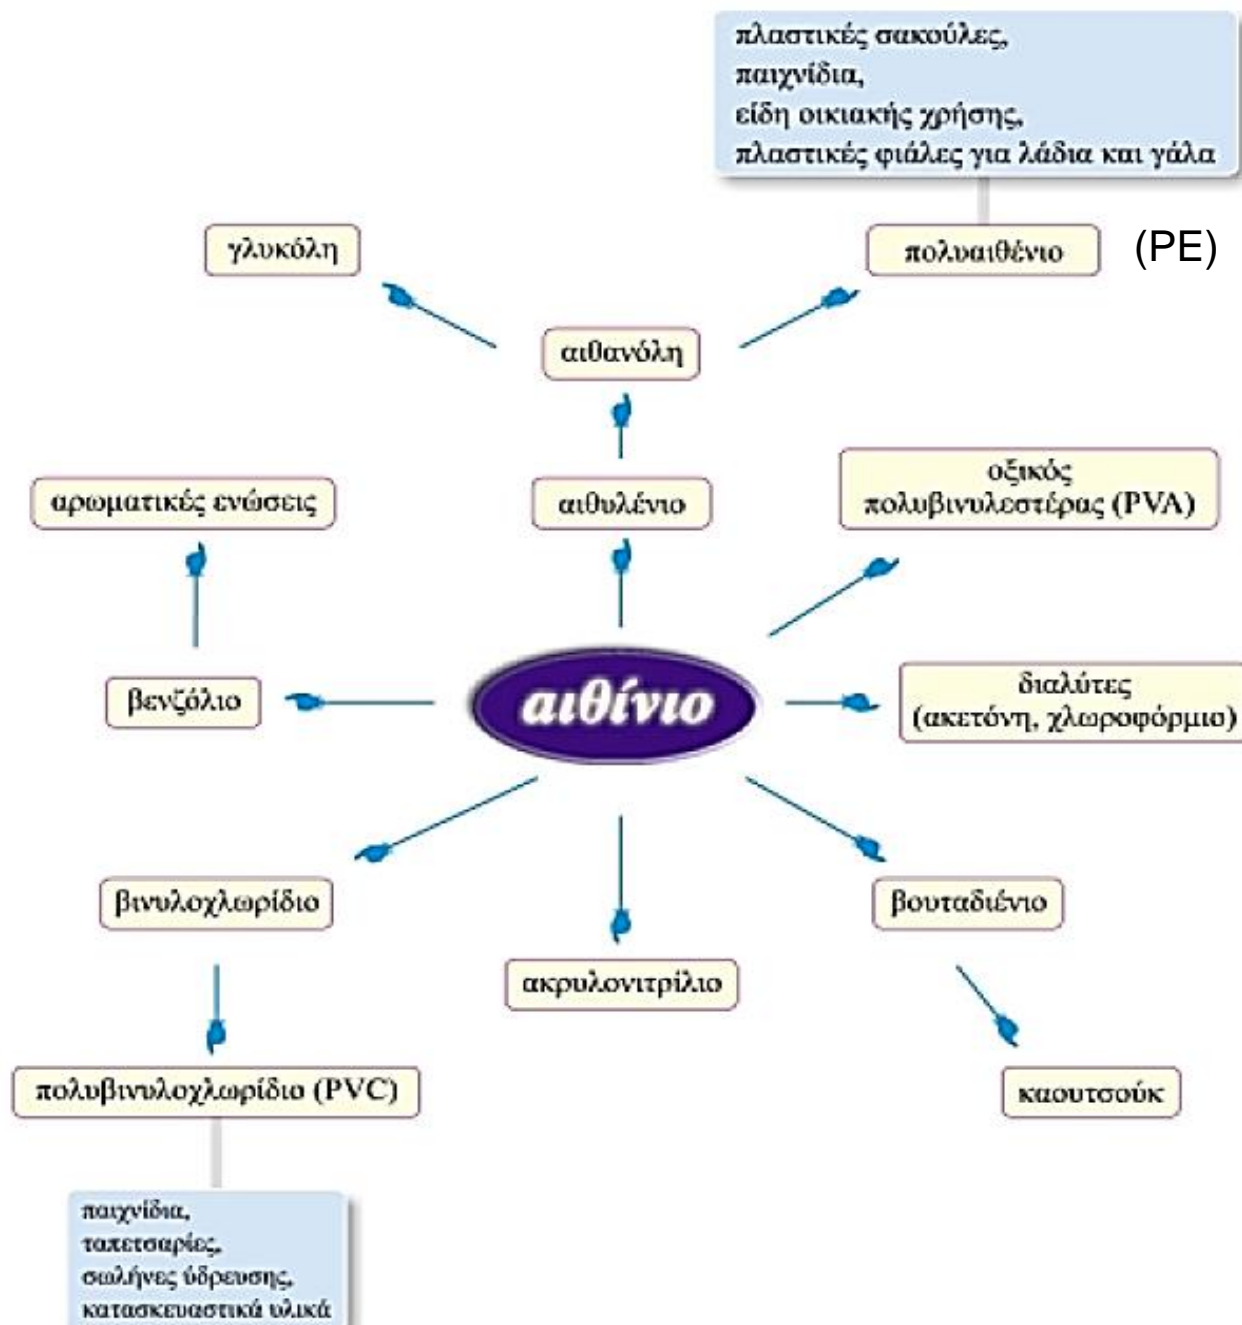 πλαστικές σακούλες,
παιχνίδια,
είδη οικιακής χρήσης,
πλαστικές φιάλες για λάδια και γάλα
γλυκόλη
πολυαιθένιο
(PE)
αιθανόλη
αρωματικές ενώσεις
αιθυλένιο
οξικός
πολυβινυλεστέρας (PVA)
βενζόλιο
αιθίνιο
διαλύτες
(ακετόνη, χλωροφόρμιο)
βινυλοχλωρίδιο
ακρυλονιτρίλιο
βουταδιένιο
πολυβινυλοχλωρίδιο (PVC)
καουτσούκ
παιχνίδια,
ταπετσαρίες,
σωλήνες ύδρευσης,
κατασκευαστικά υλικά